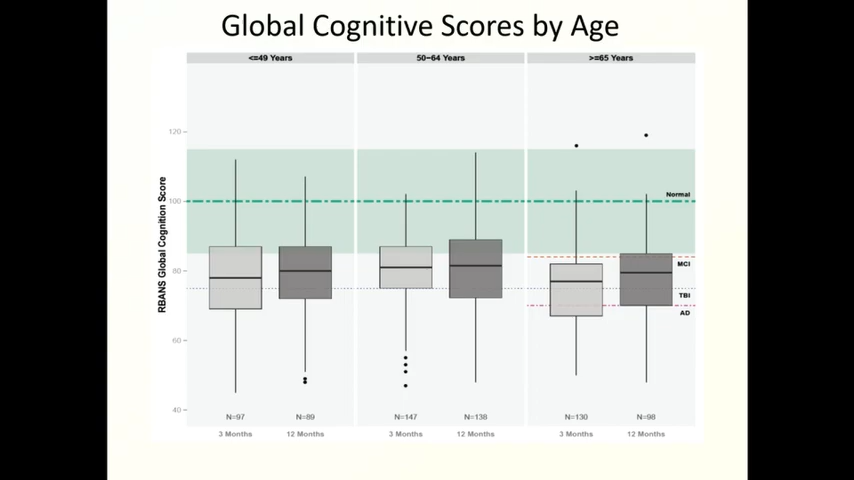 Global Cognitive Scores by Age
<=49 Years
50–64 Years
>=65 Years
RBANS Global Cognition Score
120
100
80
60
40
Normal
MCI
TBI
AD
N=97
N=89
N=147
N=138
N=130
N=98
3 Months
12 Months
3 Months
12 Months
3 Months
12 Months